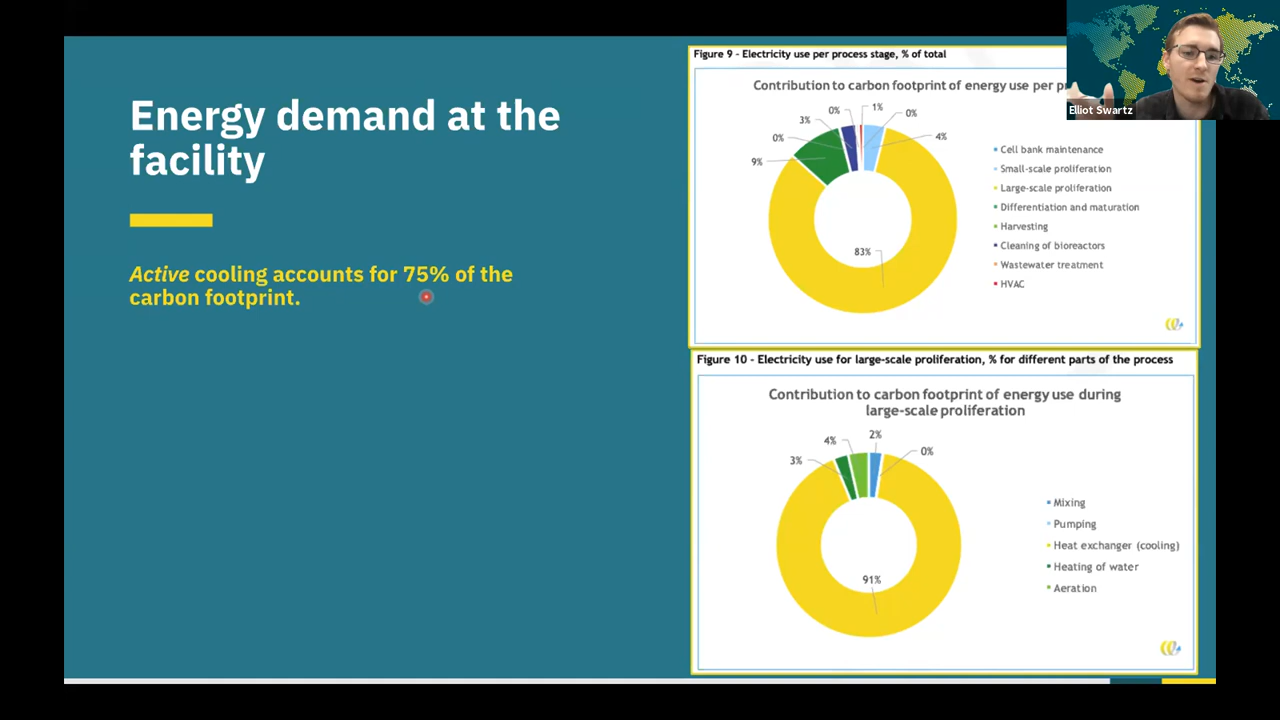 Energy demand at the
facility
Active cooling accounts for 75% of the
carbon footprint.
Figure 9 - Electricity use per process stage, % of total
Contribution to carbon footprint of energy use per
0%
3%
0%
9%
1%
0%
4%
83%
Cell bank maintenance
Small-scale proliferation
Large-scale proliferation
Differentiation and maturation
Harvesting
Cleaning of bioreactors
Wastewater treatment
HVAC
Elliot Swartz
Figure 10 - Electricity use for large-scale proliferation, % for different parts of the process
Contribution to carbon footprint of energy use during
large-scale proliferation
4%
3%
2%
0%
91%
Mixing
Pumping
Heat exchanger (cooling)
Heating of water
Aeration